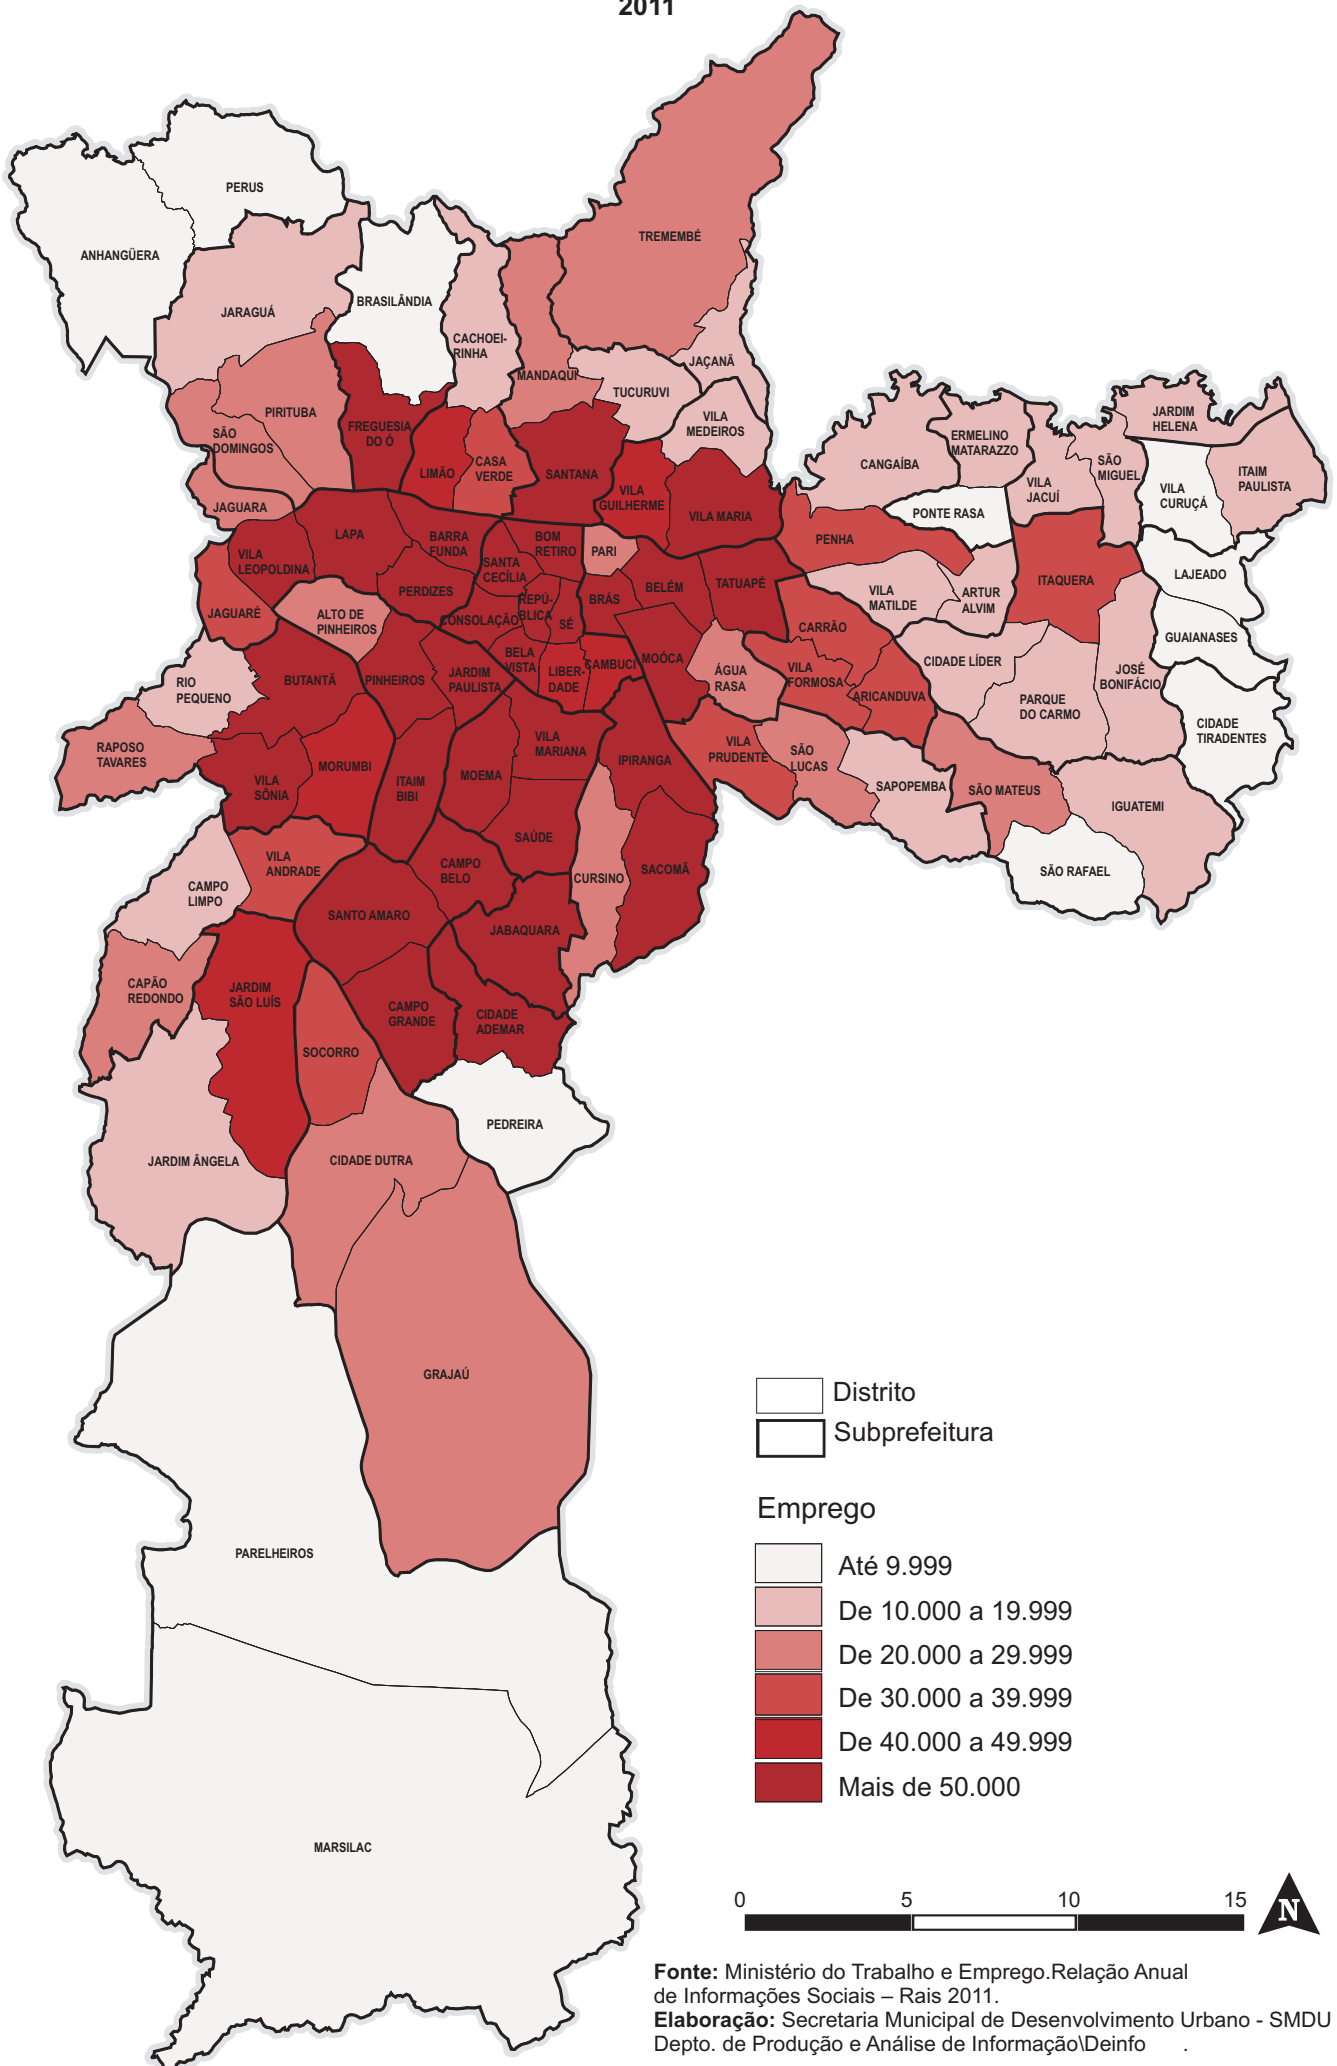 2011
PERUS
ANHANGÜERA
TREMEMBÉ
JARAGUÁ
BRASILÂNDIA
CACHOEI-
RINHA
MANDAQUI
JAÇANÃ
TUCURUVI
VILA
MEDEIROS
PIRITUBA
SÃO
DOMINGOS
FREGUESIA
DO Ó
LIMÃO
CASA
VERDE
SANTANA
VILA
GUILHERME
VILA MARIA
JAGUARA
CANGAÍBA
ERMELINO
MATARAZZO
VILA
JACUÍ
SÃO
MIGUEL
JARDIM
HELENA
VILA
CURUÇÁ
ITAIM
PAULISTA
PONTE RASA
LAPA
VILA
LEOPOLDINA
BARRA
FUNDA
BOM
RETIRO
PARI
SANTA
CECÍLIA
PERDIZES
BRÁS
BELÉM
TATUAPÉ
PENHA
VILA
MATILDE
ARTUR
ALVIM
ITAQUERA
LAJEADO
GUAIANASES
JAGUARÉ
ALTO DE
PINHEIROS
CONSOLAÇÃO
REPÚ-
BLICA
SÉ
CARRÃO
RIO
PEQUENO
BUTANTÃ
PINHEIROS
JARDIM
PAULISTA
BELA
VISTA
LIBER-
DADE
CAMBUCI
MOÓCA
ÁGUA
RASA
VILA
FORMOSA
ARICANDUVA
CIDADE LÍDER
PARQUE
DO CARMO
JOSÉ
BONIFÁCIO
CIDADE
TIRADENTES
RAPOSO
TAVARES
VILA
SÔNIA
MORUMBI
ITAIM
BIBI
MOEMA
VILA
MARIANA
IPIRANGA
VILA
PRUDENTE
SÃO
LUCAS
SAPOPEMBA
SÃO MATEUS
IGUATEMI
SÃO RAFAEL
CAMPO
LIMPO
VILA
ANDRADE
CAMPO
BELO
SAÚDE
CURSINO
SACOMÃ
SANTO AMARO
JABAQUARA
CAPÃO
REDONDO
JARDIM
SÃO LUÍS
CAMPO
GRANDE
CIDADE
ADEMAR
SOCORRO
PEDREIRA
JARDIM ÂNGELA
CIDADE DUTRA
GRAJAÚ
PARELHEIROS
MARSILAC
Distrito
Subprefeitura
Emprego
Até 9.999
De 10.000 a 19.999
De 20.000 a 29.999
De 30.000 a 39.999
De 40.000 a 49.999
Mais de 50.000
0 5 10 15
N
Fonte: Ministério do Trabalho e Emprego.Relação Anual
de Informações Sociais – Rais 2011.
Elaboração: Secretaria Municipal de Desenvolvimento Urbano - SMDU
Depto. de Produção e Análise de Informação\Deinfo .